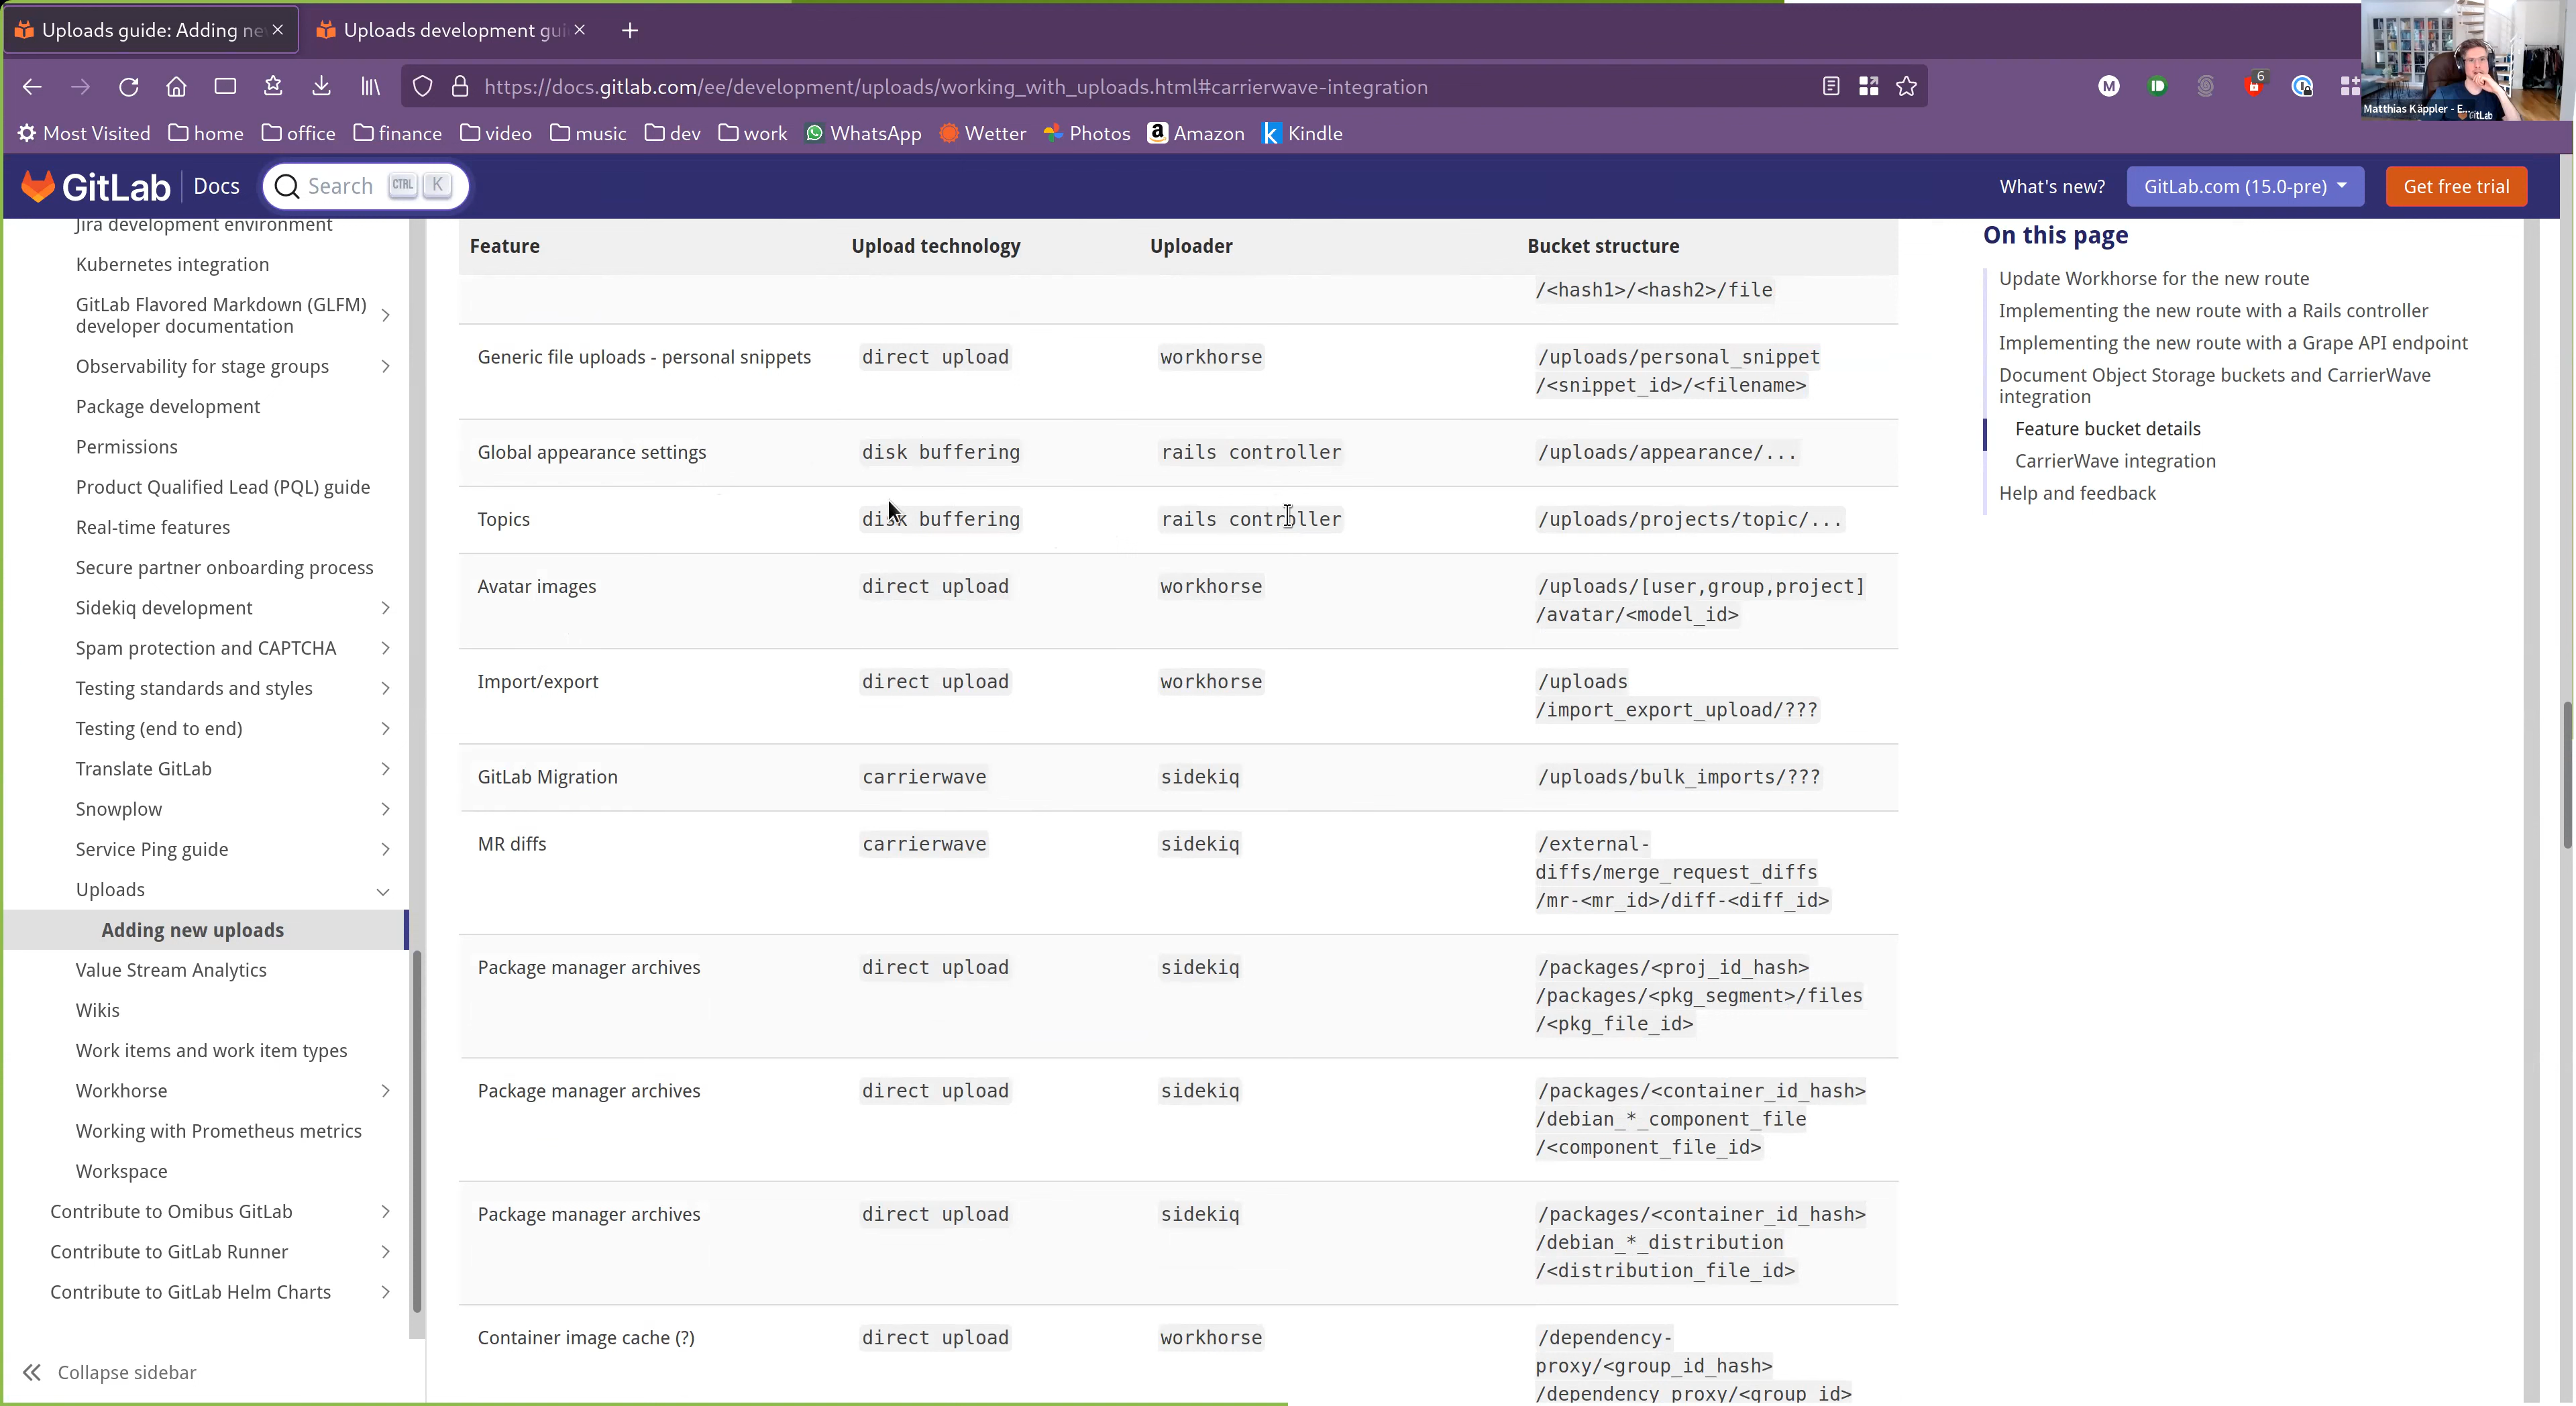 Uploads guide: Adding ne
Uploads development gui
https://docs.gitlab.com/ee/development/uploads/working_with_uploads.html#carrierwave-integration
6
Matthias Käppler - E...
GitLab
Most Visited
home
office
finance
video
music
dev
work
WhatsApp
Wetter
Photos
Amazon
Kindle
GitLab Docs
Search CTRL K
What's new?
GitLab.com (15.0-pre)
Get free trial
Jira development environment
Kubernetes integration
GitLab Flavored Markdown (GLFM)
developer documentation
Observability for stage groups
Package development
Permissions
Product Qualified Lead (PQL) guide
Real-time features
Secure partner onboarding process
Sidekiq development
Spam protection and CAPTCHA
Testing standards and styles
Testing (end to end)
Translate GitLab
Snowplow
Service Ping guide
Uploads
Adding new uploads
Value Stream Analytics
Wikis
Work items and work item types
Workhorse
Working with Prometheus metrics
Workspace
Contribute to Omibus GitLab
Contribute to GitLab Runner
Contribute to GitLab Helm Charts
Collapse sidebar
Feature Upload technology Uploader Bucket structure
/<hash1>/<hash2>/file
Generic file uploads - personal snippets direct upload workhorse /uploads/personal_snippet
/<snippet_id>/<filename>
Global appearance settings disk buffering rails controller /uploads/appearance/...
Topics disk buffering rails controller /uploads/projects/topic/...
Avatar images direct upload workhorse /uploads/[user,group,project]
/avatar/<model_id>
Import/export direct upload workhorse /uploads
/import_export_upload/???
GitLab Migration carrierwave sidekiq /uploads/bulk_imports/???
MR diffs carrierwave sidekiq /external-
diffs/merge_request_diffs
/mr-<mr_id>/diff-<diff_id>
Package manager archives direct upload sidekiq /packages/<proj_id_hash>
/packages/<pkg_segment>/files
/<pkg_file_id>
Package manager archives direct upload sidekiq /packages/<container_id_hash>
/debian_*_component_file
/<component_file_id>
Package manager archives direct upload sidekiq /packages/<container_id_hash>
/debian_*_distribution
/<distribution_file_id>
Container image cache (?) direct upload workhorse /dependency-
proxy/<group_id_hash>
/dependency_proxy/<group_id>
On this page
Update Workhorse for the new route
Implementing the new route with a Rails controller
Implementing the new route with a Grape API endpoint
Document Object Storage buckets and CarrierWave
integration
Feature bucket details
CarrierWave integration
Help and feedback